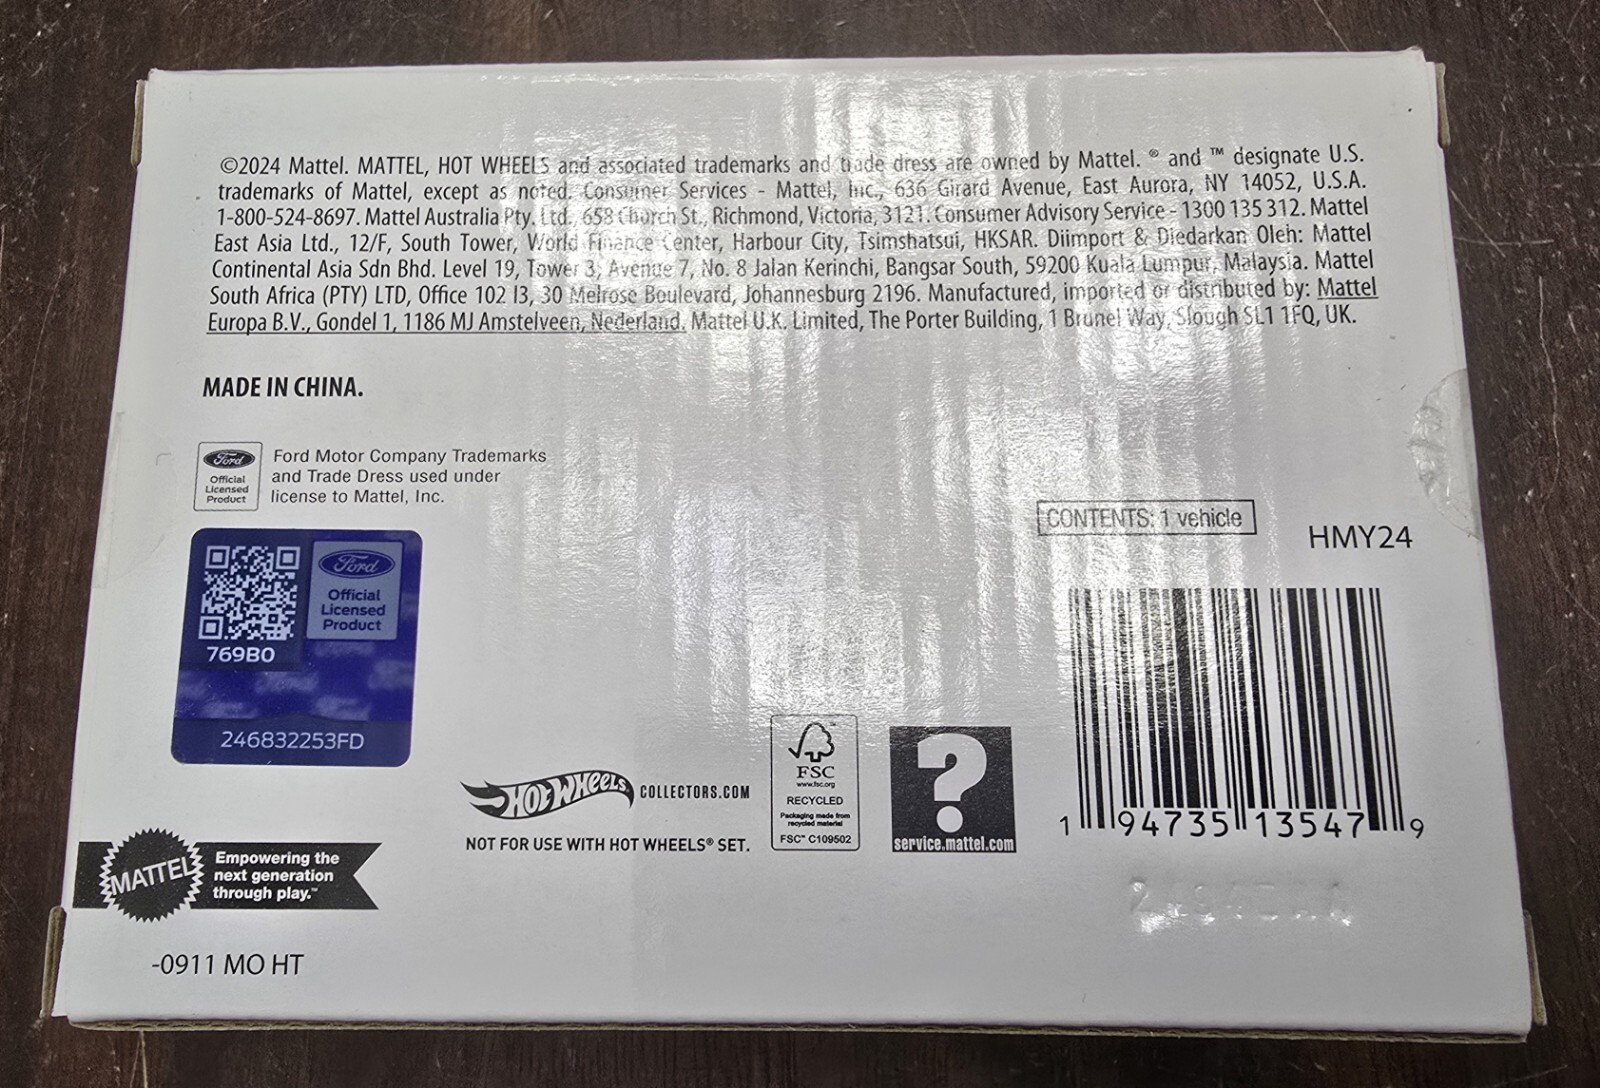 ©2024 Mattel. MATTEL, HOT WHEELS and associated trademarks and trade dress are owned by Mattel. ® and ™ designate U.S.
trademarks of Mattel, except as noted. Consumer Services - Mattel, Inc., 636 Girard Avenue, East Aurora, NY 14052, U.S.A.
1-800-524-8697. Mattel Australia Pty. Ltd., 658 Church St., Richmond, Victoria, 3121. Consumer Advisory Service - 1300 135 312. Mattel
East Asia Ltd., 12/F, South Tower, World Finance Center, Harbour City, Tsimshatsui, HKSAR. Diimport & Diedarkan Oleh: Mattel
Continental Asia Sdn Bhd. Level 19, Tower 3, Avenue 7, No. 8 Jalan Kerinchi, Bangsar South, 59200 Kuala Lumpur, Malaysia. Mattel
South Africa (PTY) LTD, Office 102 I3, 30 Melrose Boulevard, Johannesburg 2196. Manufactured, imported or distributed by: Mattel
Europa B.V., Gondel 1, 1186 MJ Amstelveen, Nederland. Mattel U.K. Limited, The Porter Building, 1 Brunel Way, Slough SL1 1FQ, UK.
MADE IN CHINA.
Ford
Official
Licensed
Product
Ford Motor Company Trademarks
and Trade Dress used under
license to Mattel, Inc.
Ford
Official
Licensed
Product
769B0
246832253FD
CONTENTS: 1 vehicle
HMY24
HOT WHEELS COLLECTORS.COM
NOT FOR USE WITH HOT WHEELS® SET.
FSC
www.fsc.org
RECYCLED
Packaging made from
recycled material
FSC™ C109502
?
service.mattel.com
1 94735 13547 9
MATTEL
Empowering the
next generation
through play.™
-0911 MO HT